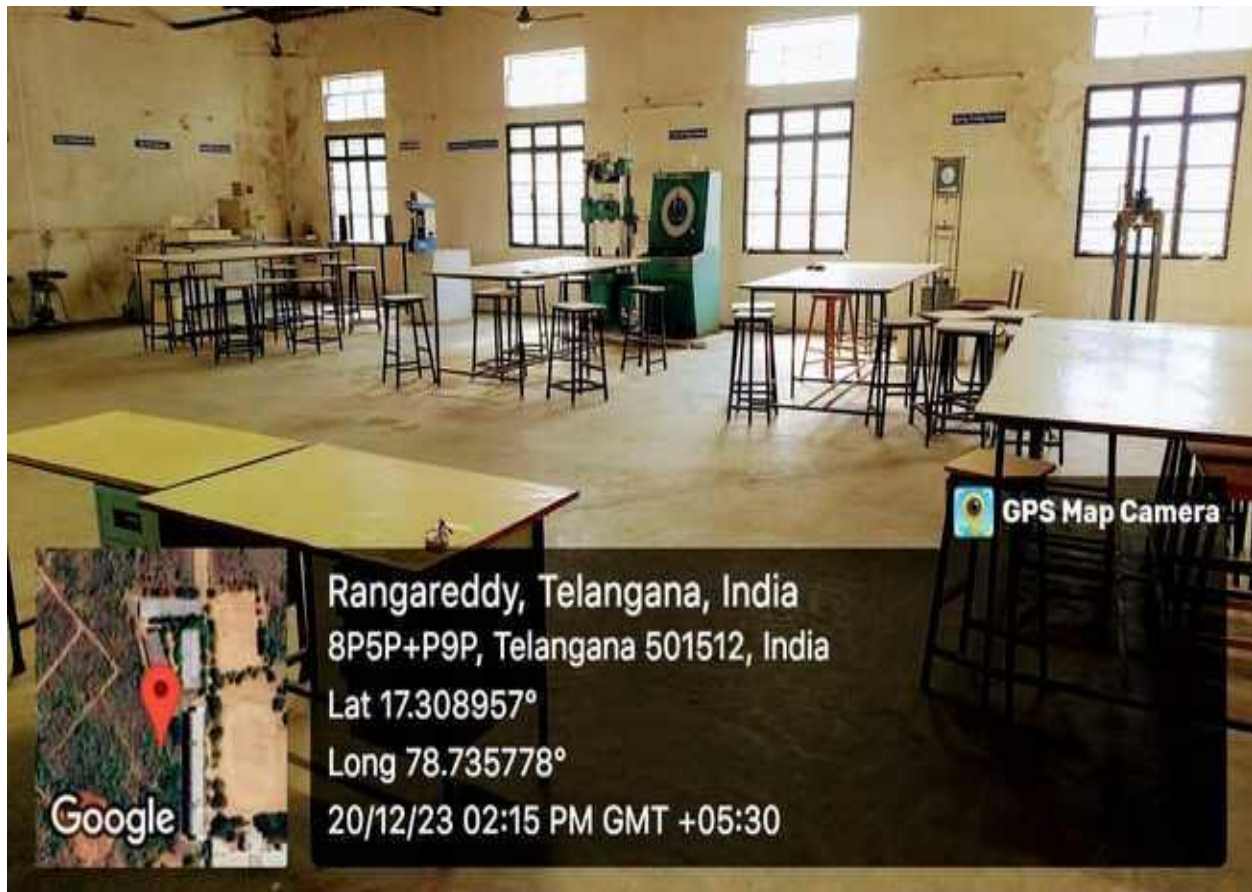 GPS Map Camera
Rangareddy, Telangana, India
8P5P+P9P, Telangana 501512, India
Lat 17.308957°
Long 78.735778°
20/12/23 02:15 PM GMT +05:30
Google